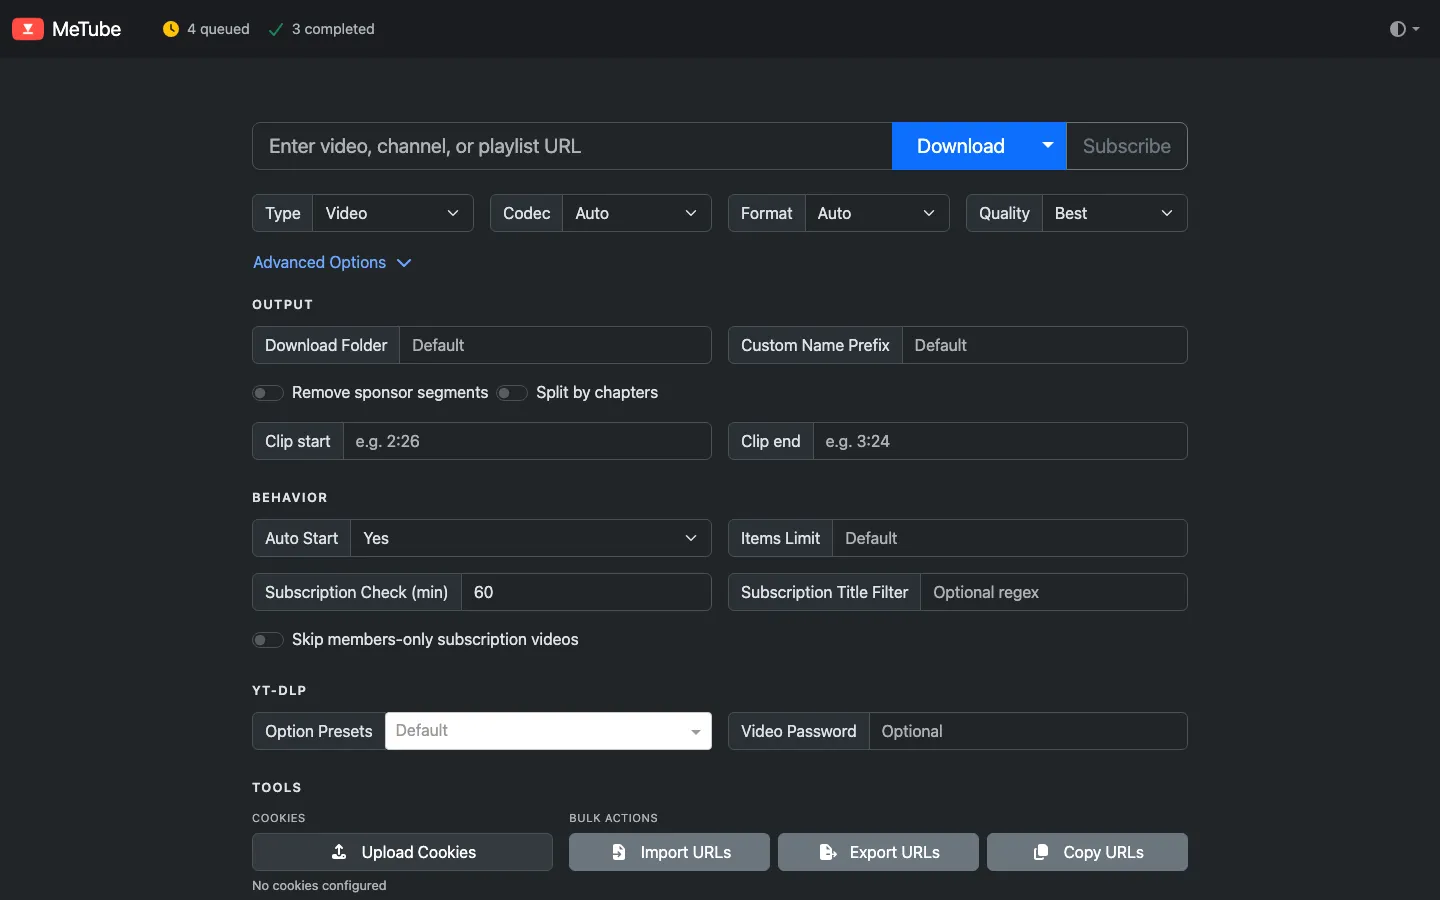 MeTube 4 queued 3 completed
Enter video, channel, or playlist URL Download Subscribe
Type Video Codec Auto Format Auto Quality Best
Advanced Options
OUTPUT
Download Folder Default Custom Name Prefix Default
Remove sponsor segments Split by chapters
Clip start e.g. 2:26 Clip end e.g. 3:24
BEHAVIOR
Auto Start Yes Items Limit Default
Subscription Check (min) 60 Subscription Title Filter Optional regex
Skip members-only subscription videos
YT-DLP
Option Presets Default Video Password Optional
TOOLS
COOKIES BULK ACTIONS
Upload Cookies Import URLs Export URLs Copy URLs
No cookies configured